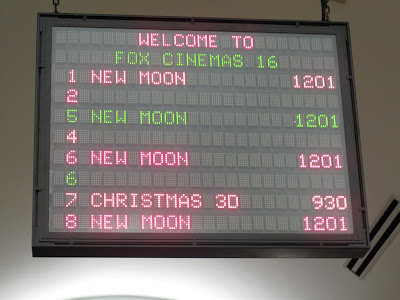 WELCOME TO
FOX CINEMAS 16
1 NEW MOON 1201
2
3 NEW MOON 1201
4
5 NEW MOON 1201
6
7 CHRISTMAS 3D 930
8 NEW MOON 1201